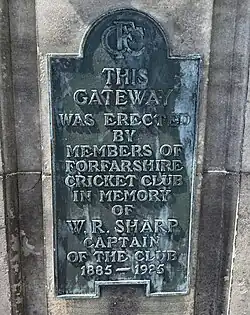 FCC
THIS
GATEWAY
WAS ERECTED
BY
MEMBERS OF
FORFARSHIRE
CRICKET CLUB
IN MEMORY
OF
W. R. SHARP
CAPTAIN
OF THE CLUB
1885-1925